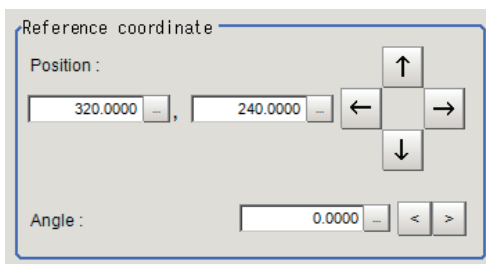 Reference coordinate
Position :
↑
320.0000 ... , 240.0000 ... ← →
↓
Angle : 0.0000 ... < >